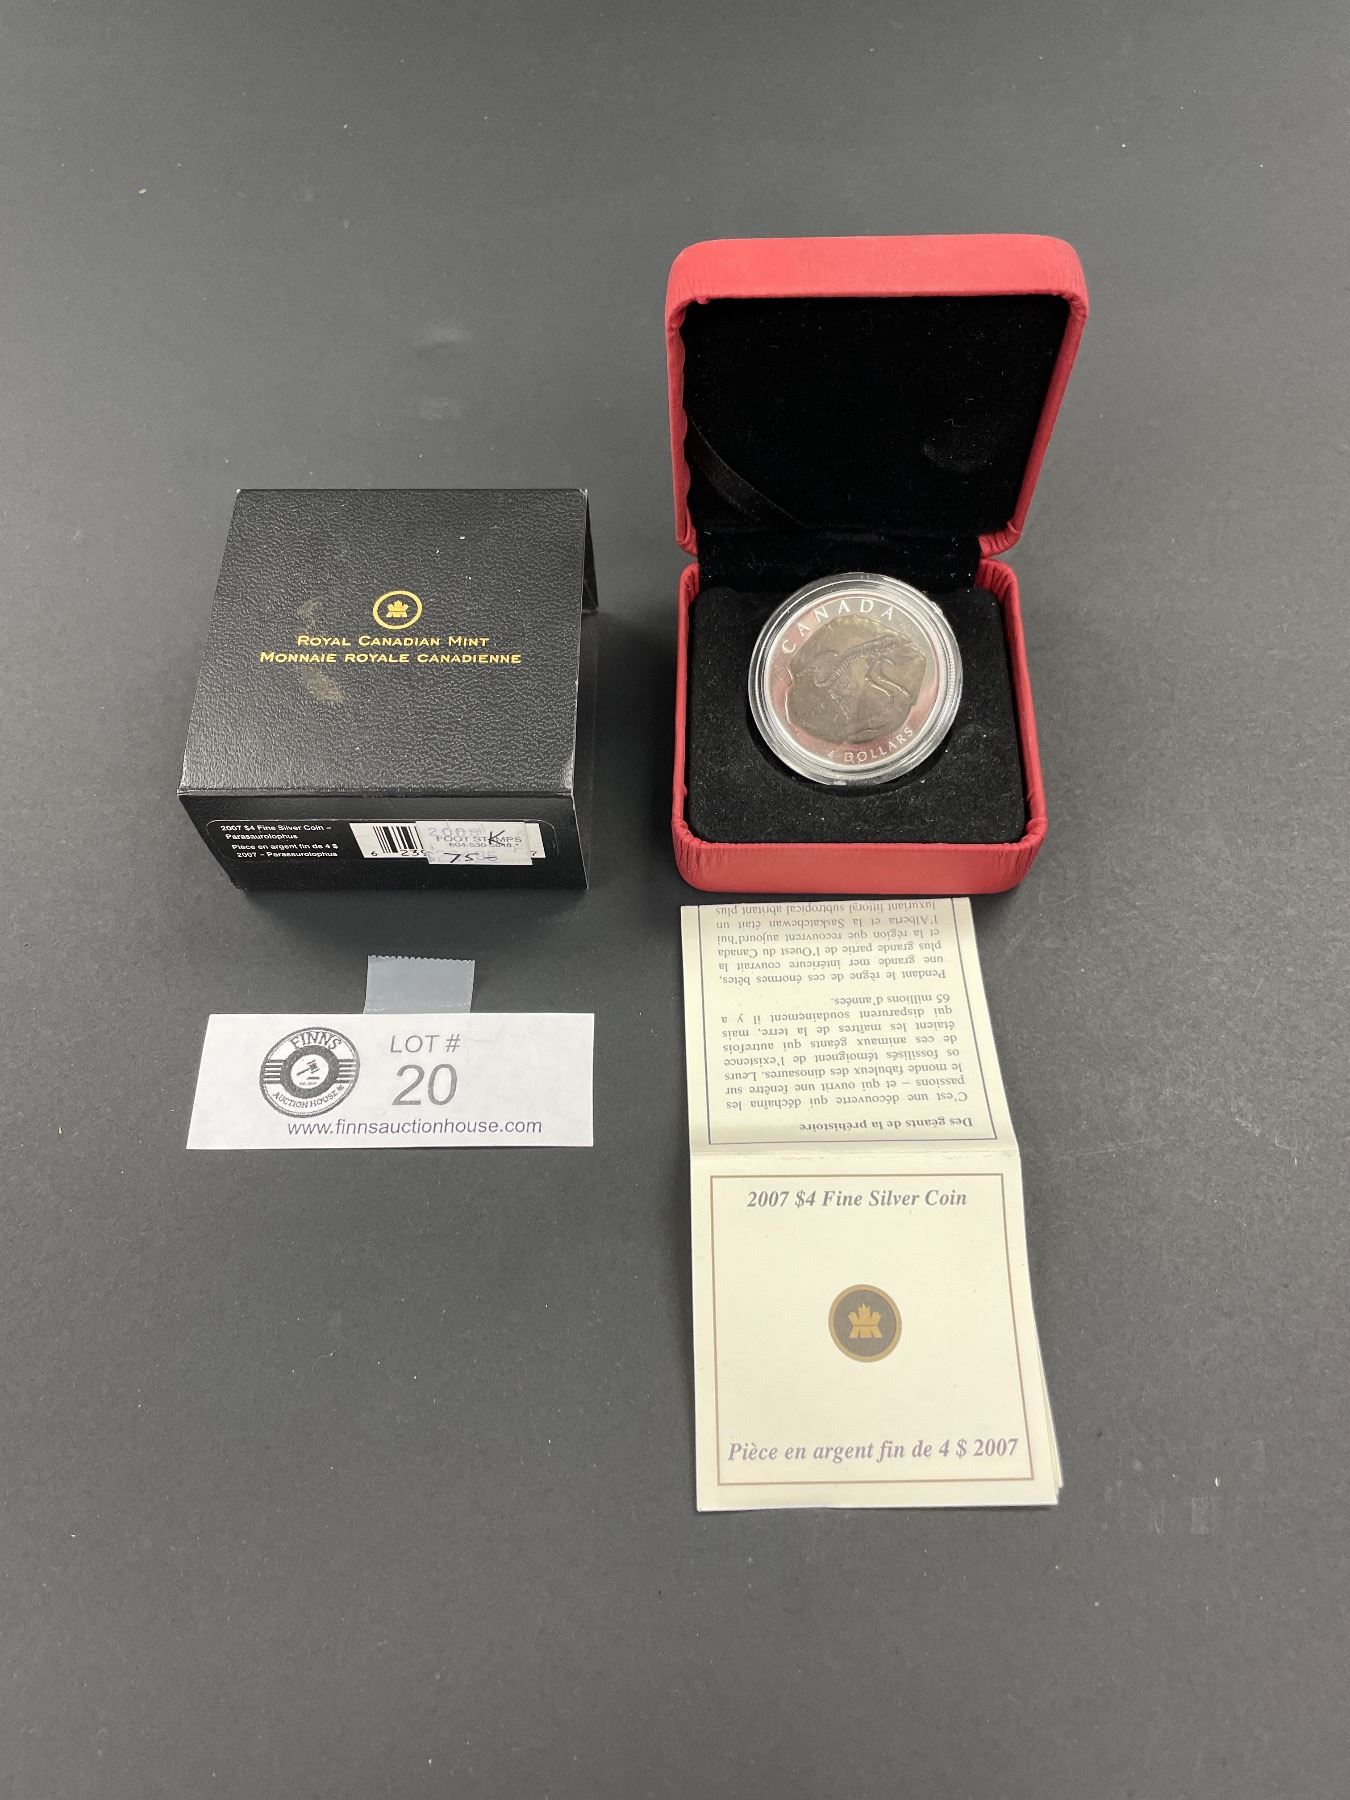 ROYAL CANADIAN MINT
MONNAIE ROYALE CANADIENNE
2007 $4 Fine Silver Coin –
Parasaurolophus
Pièce en argent fin de 4 $
2007 – Parasaurolophus
6
7
K
FOOT STAMPS
75
CANADA
4 DOLLARS
FINNS
AUCTION HOUSE
LOT #
20
www.finnsauctionhouse.com
Des géants de la préhistoire
C'est une découverte qui déchaîna les
passions – et qui ouvrit une fenêtre sur
le monde fabuleux des dinosaures. Leurs
os fossilisés témoignent de l'existence
de ces animaux géants qui autrefois
étaient les maîtres de la terre, mais
qui disparurent soudainement il y a
65 millions d'années.
Pendant le règne de ces énormes bêtes,
une grande mer intérieure couvrait la
plus grande partie de l'Ouest du Canada
et la région que recouvrent aujourd'hui
l'Alberta et la Saskatchewan était un
luxuriant littoral subtropical abritant plus
2007 $4 Fine Silver Coin
Pièce en argent fin de 4 $ 2007